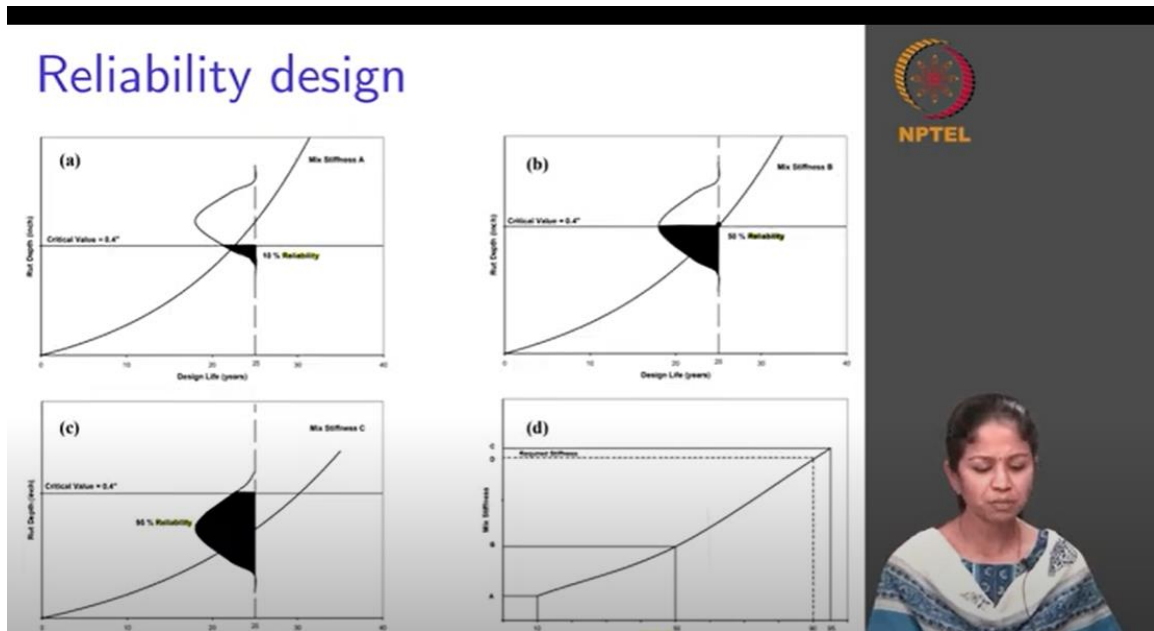 Reliability design
NPTEL
(a)
Mix Stiffness A
Critical Value = 0.4"
10 % Reliability
Rut Depth (inch)
0 10 20 25 30 40
Design Life (years)
(b)
Mix Stiffness B
Critical Value = 0.4"
50 % Reliability
Rut Depth (inch)
0 10 20 25 30 40
Design Life (years)
(c)
Mix Stiffness C
Critical Value = 0.4"
95 % Reliability
Rut Depth (inch)
0 10 20 25 30 40
(d)
C
D
Required Stiffness
Mix Stiffness
B
A
10 50 90 95